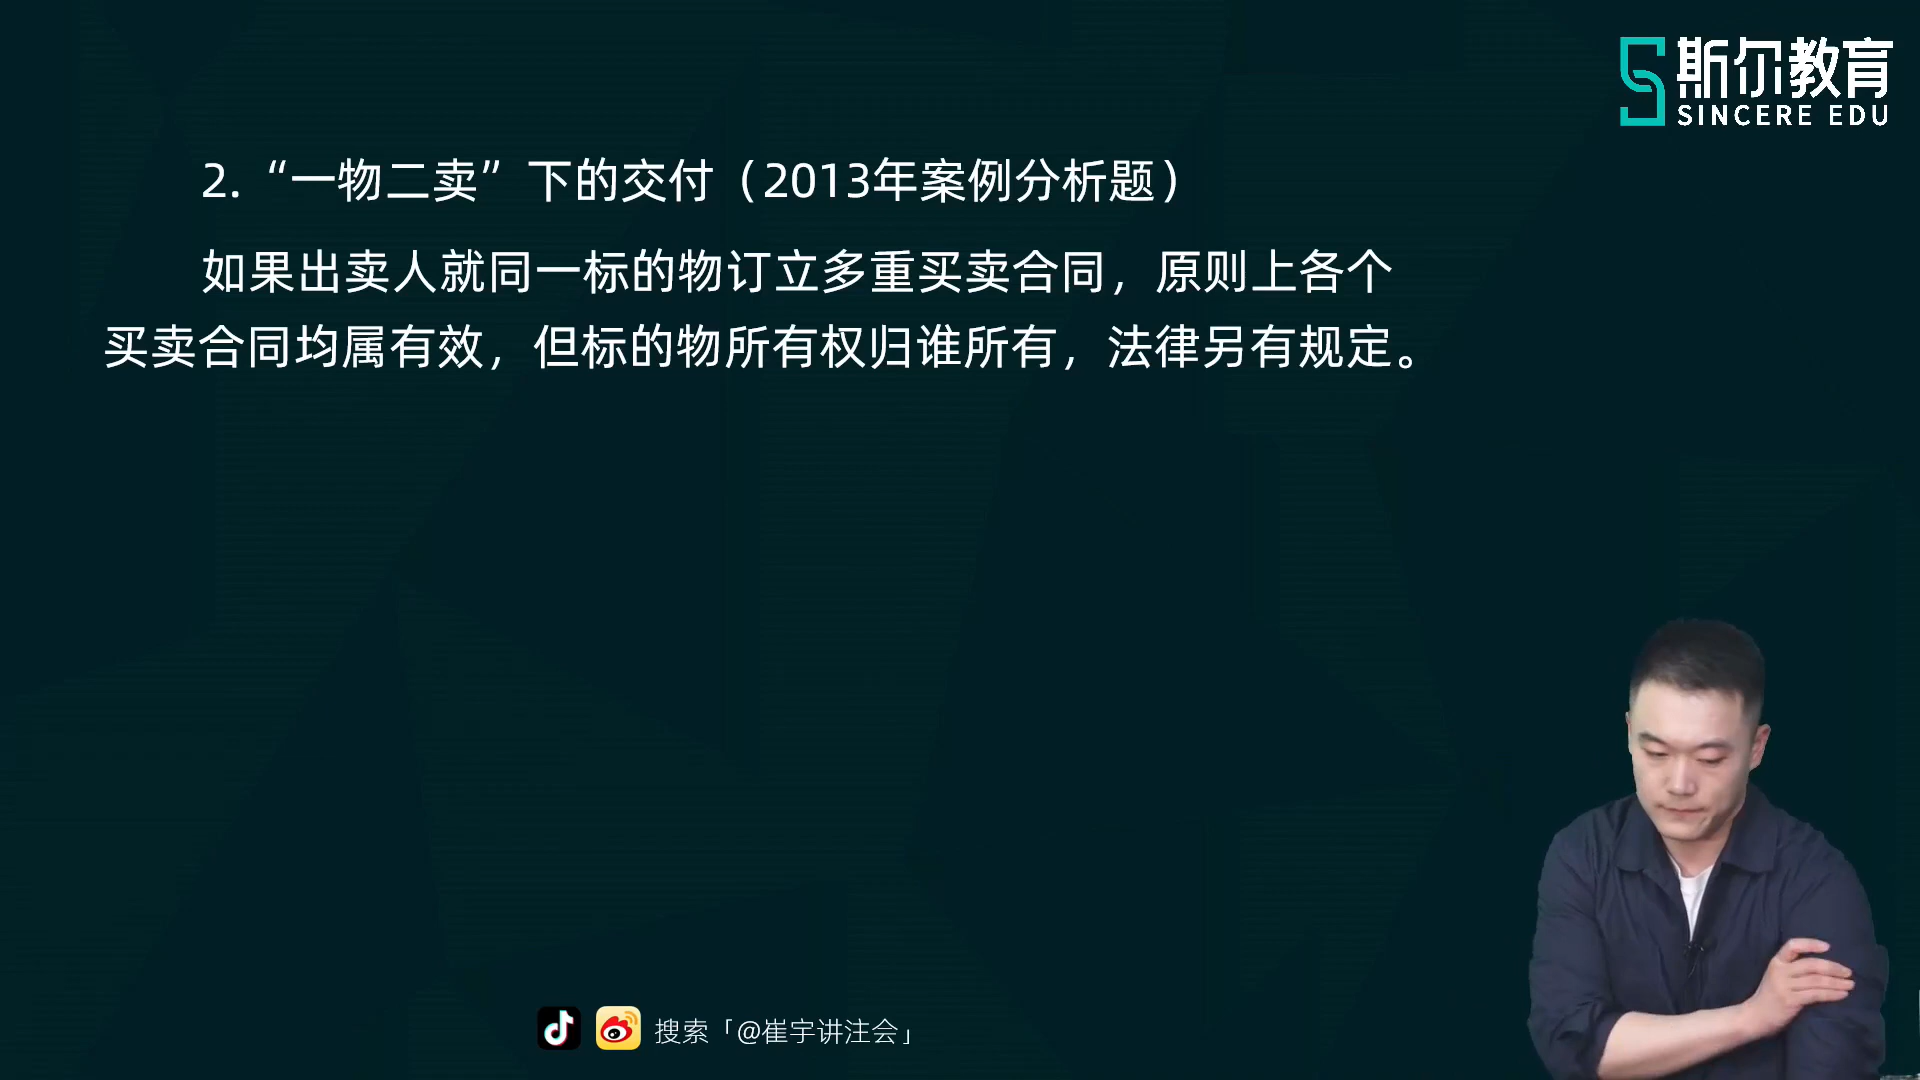 斯尔教育
SINCERE EDU
2.“一物二卖”下的交付（2013年案例分析题）
如果出卖人就同一标的物订立多重买卖合同，原则上各个
买卖合同均属有效，但标的物所有权归谁所有，法律另有规定。
搜索「@崔宇讲注会」